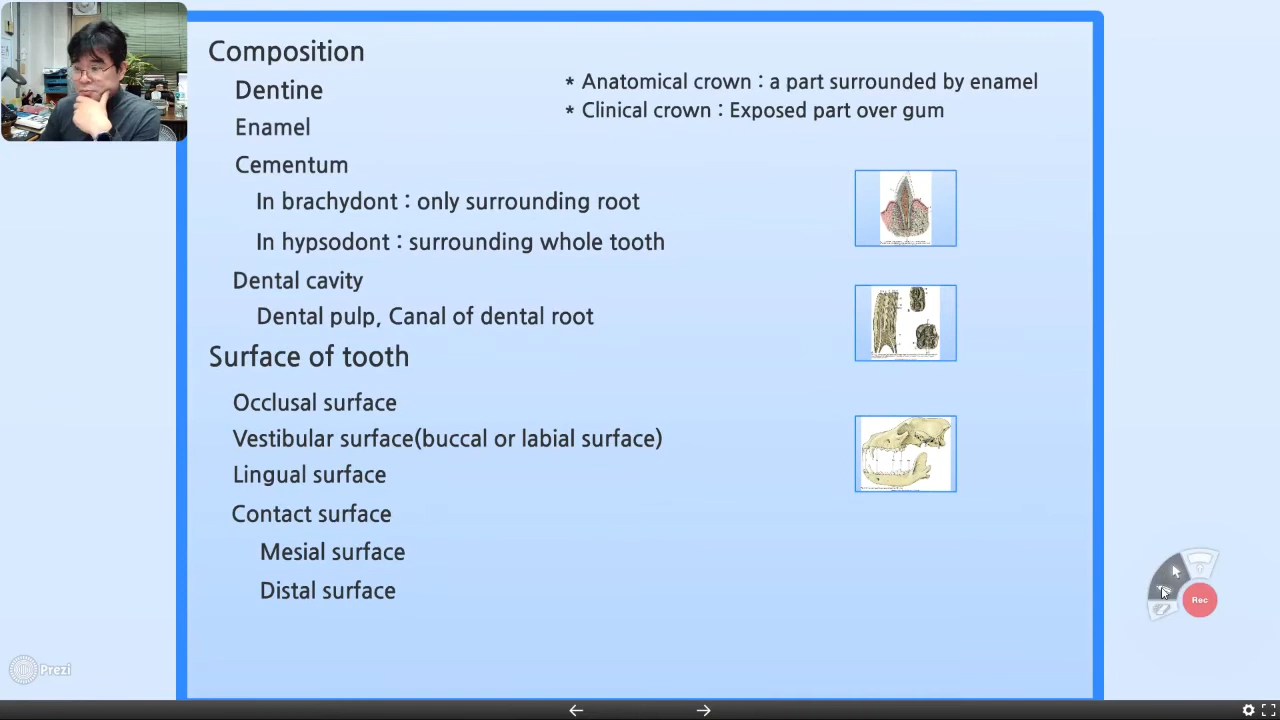 Composition
Dentine
* Anatomical crown : a part surrounded by enamel
* Clinical crown : Exposed part over gum
Enamel
Cementum
In brachydont : only surrounding root
In hypsodont : surrounding whole tooth
Dental cavity
Dental pulp, Canal of dental root
Surface of tooth
Occlusal surface
Vestibular surface(buccal or labial surface)
Lingual surface
Contact surface
Mesial surface
Distal surface
Rec
Prezi